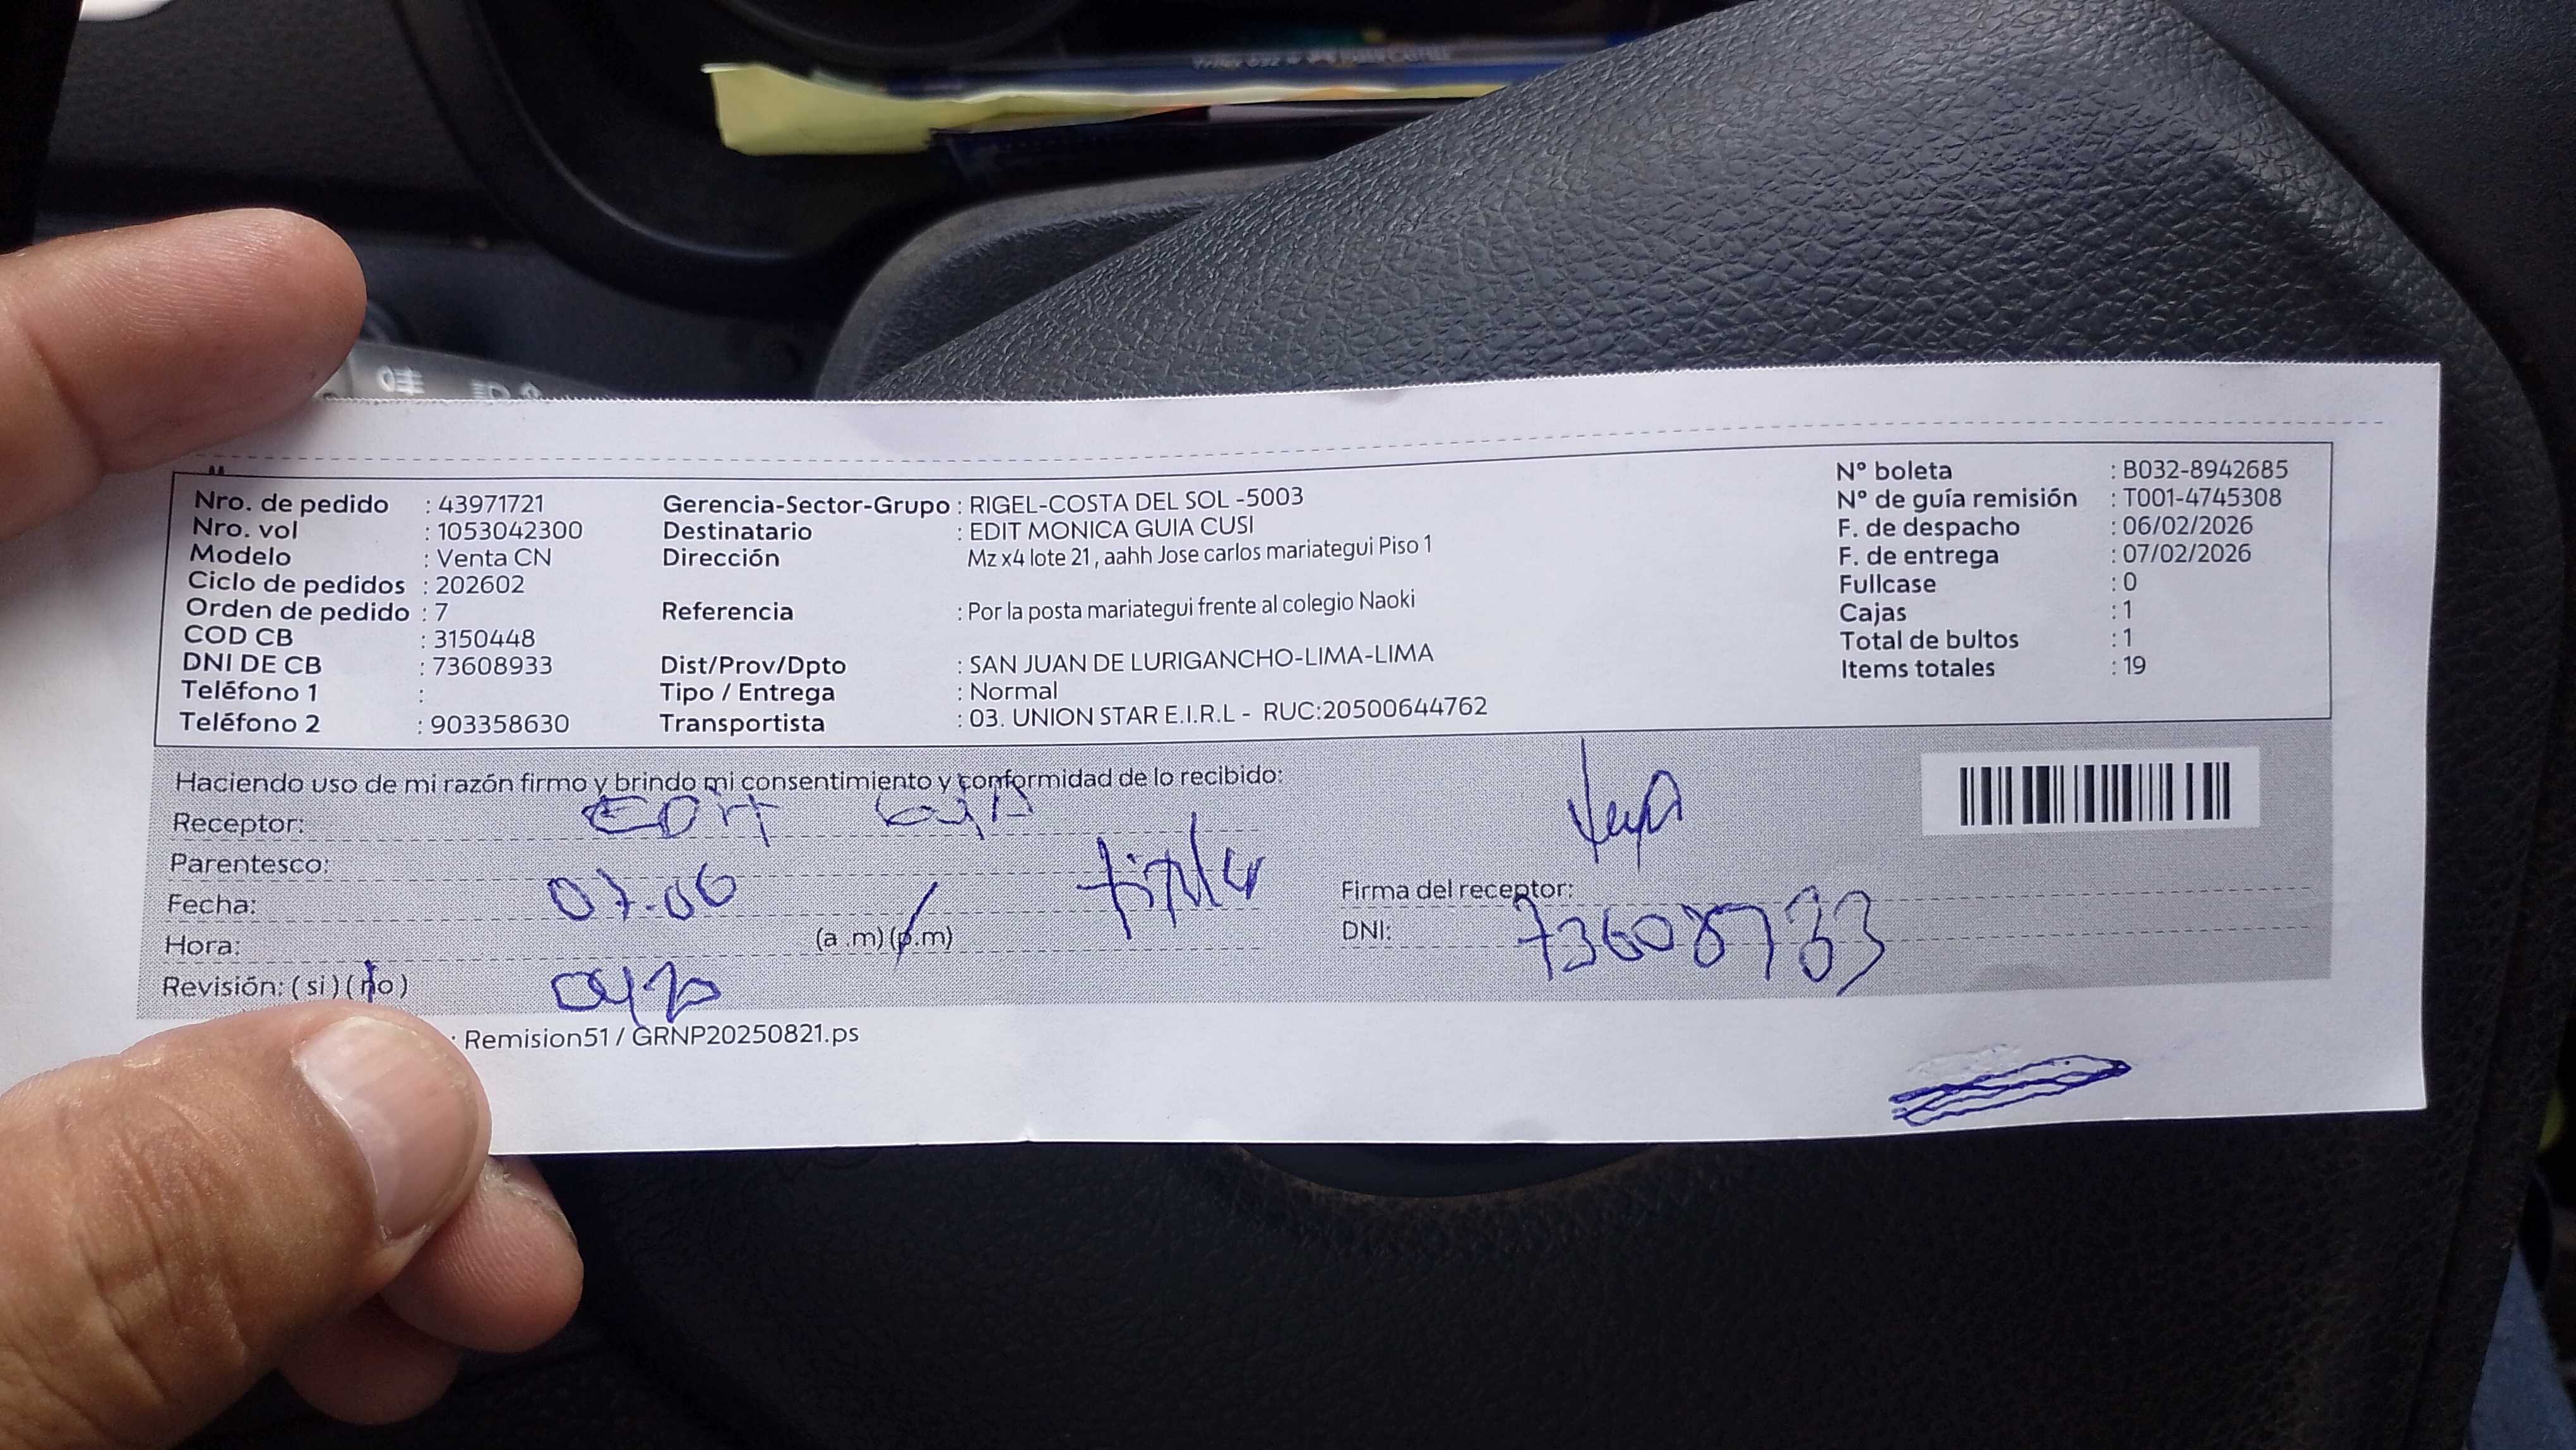 Nro. de pedido : 43971721
Nro. vol : 1053042300
Modelo : Venta CN
Ciclo de pedidos : 202602
Orden de pedido : 7
COD CB : 3150448
DNI DE CB : 73608933
Teléfono 1 :
Teléfono 2 : 903358630
Gerencia-Sector-Grupo : RIGEL-COSTA DEL SOL -5003
Destinatario : EDIT MONICA GUIA CUSI
Dirección Mz x4 lote 21 , aahh Jose carlos mariategui Piso 1
Referencia : Por la posta mariategui frente al colegio Naoki
Dist/Prov/Dpto : SAN JUAN DE LURIGANCHO-LIMA-LIMA
Tipo / Entrega : Normal
Transportista : 03. UNION STAR E.I.R.L - RUC:20500644762
N° boleta : B032-8942685
N° de guía remisión : T001-4745308
F. de despacho : 06/02/2026
F. de entrega : 07/02/2026
Fullcase : 0
Cajas : 1
Total de bultos : 1
Items totales : 19
Haciendo uso de mi razón firmo y brindo mi consentimiento y conformidad de lo recibido:
Receptor: EDit
Parentesco: titular
Fecha: 07.06
Hora: (a .m) (p.m)
Revisión: ( si ) ( no )
Firma del receptor:
DNI: 73608933
: Remision51 / GRNP20250821.ps